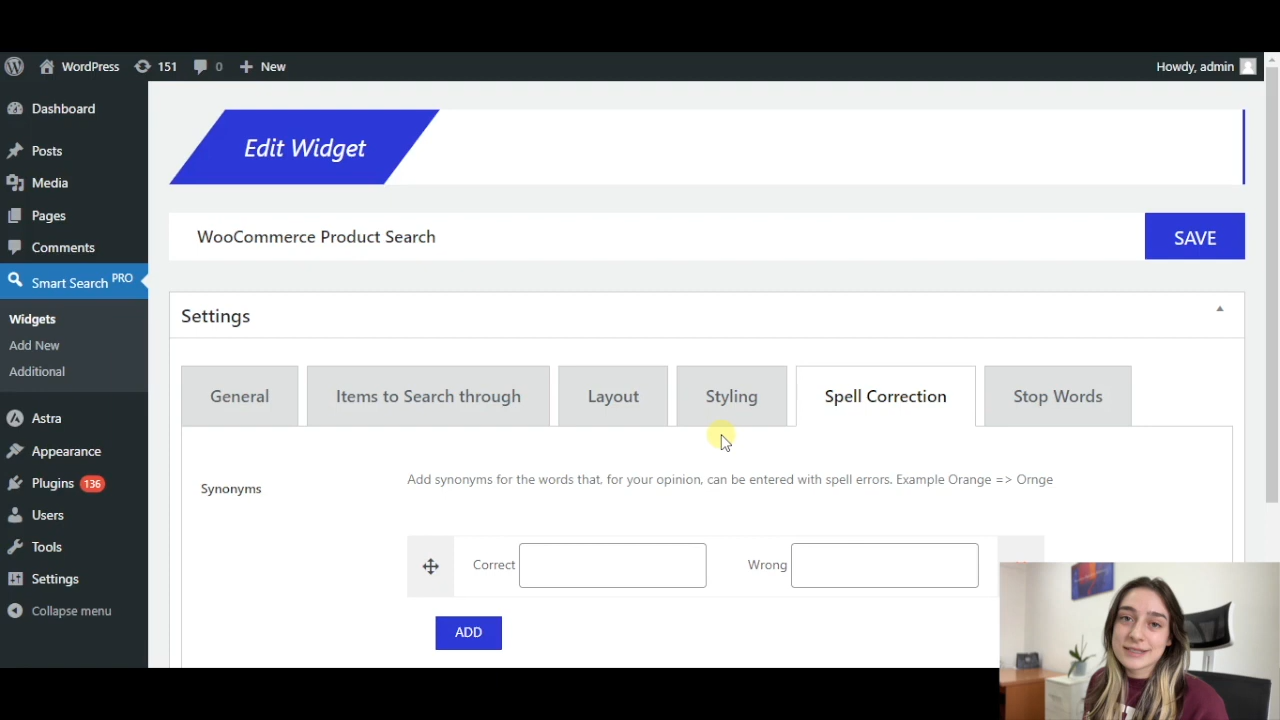 WordPress 151 0 New Howdy, admin
Dashboard
Posts
Media
Pages
Comments
Smart Search PRO
Widgets
Add New
Additional
Astra
Appearance
Plugins 136
Users
Tools
Settings
Collapse menu
Edit Widget
WooCommerce Product Search SAVE
Settings
General Items to Search through Layout Styling Spell Correction Stop Words
Synonyms Add synonyms for the words that, for your opinion, can be entered with spell errors. Example Orange => Ornge
Correct Wrong
ADD